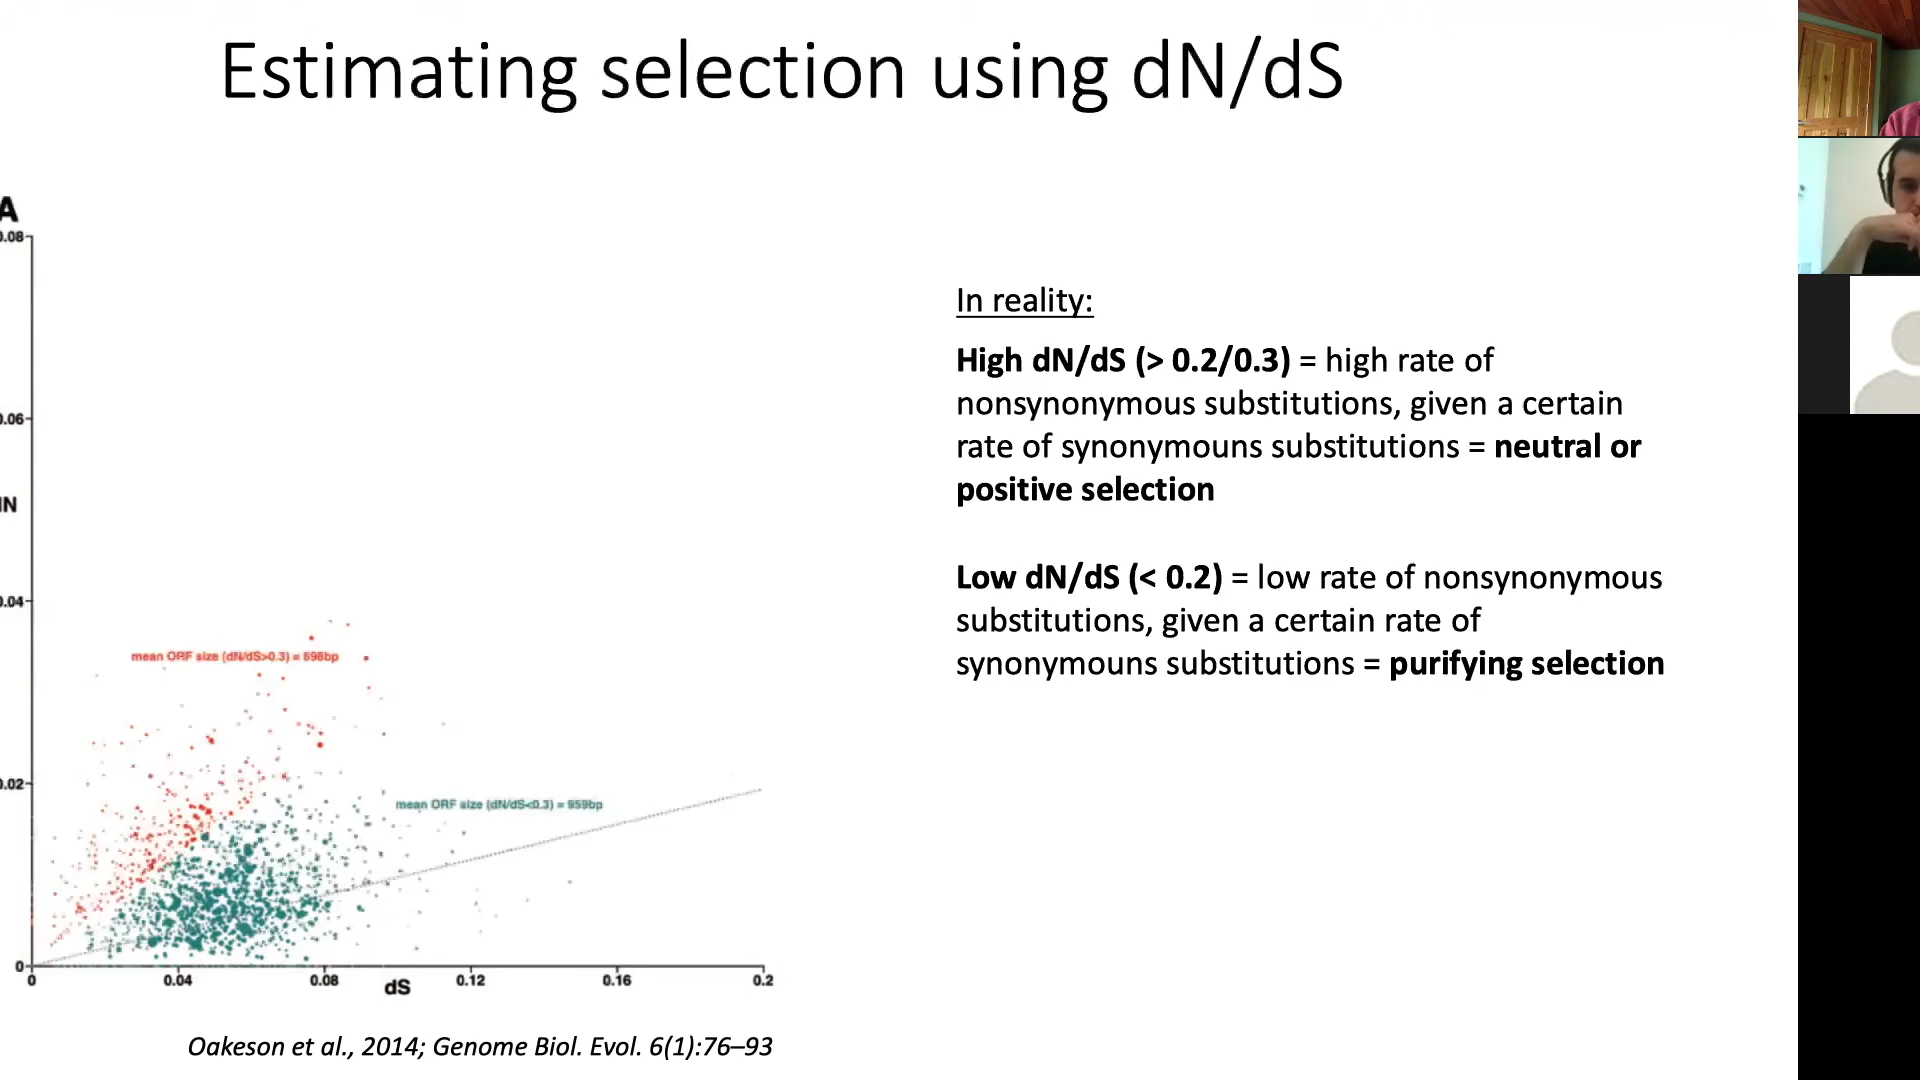 Estimating selection using dN/dS
A
0.08
0.06
N
0.04
0.02
0
mean ORF size (dN/dS>0.3) = 696bp
mean ORF size (dN/dS<0.3) = 959bp
0 0.04 0.08 0.12 0.16 0.2
dS
Oakeson et al., 2014; Genome Biol. Evol. 6(1):76–93
In reality:
High dN/dS (> 0.2/0.3) = high rate of
nonsynonymous substitutions, given a certain
rate of synonymouns substitutions = neutral or
positive selection
Low dN/dS (< 0.2) = low rate of nonsynonymous
substitutions, given a certain rate of
synonymouns substitutions = purifying selection